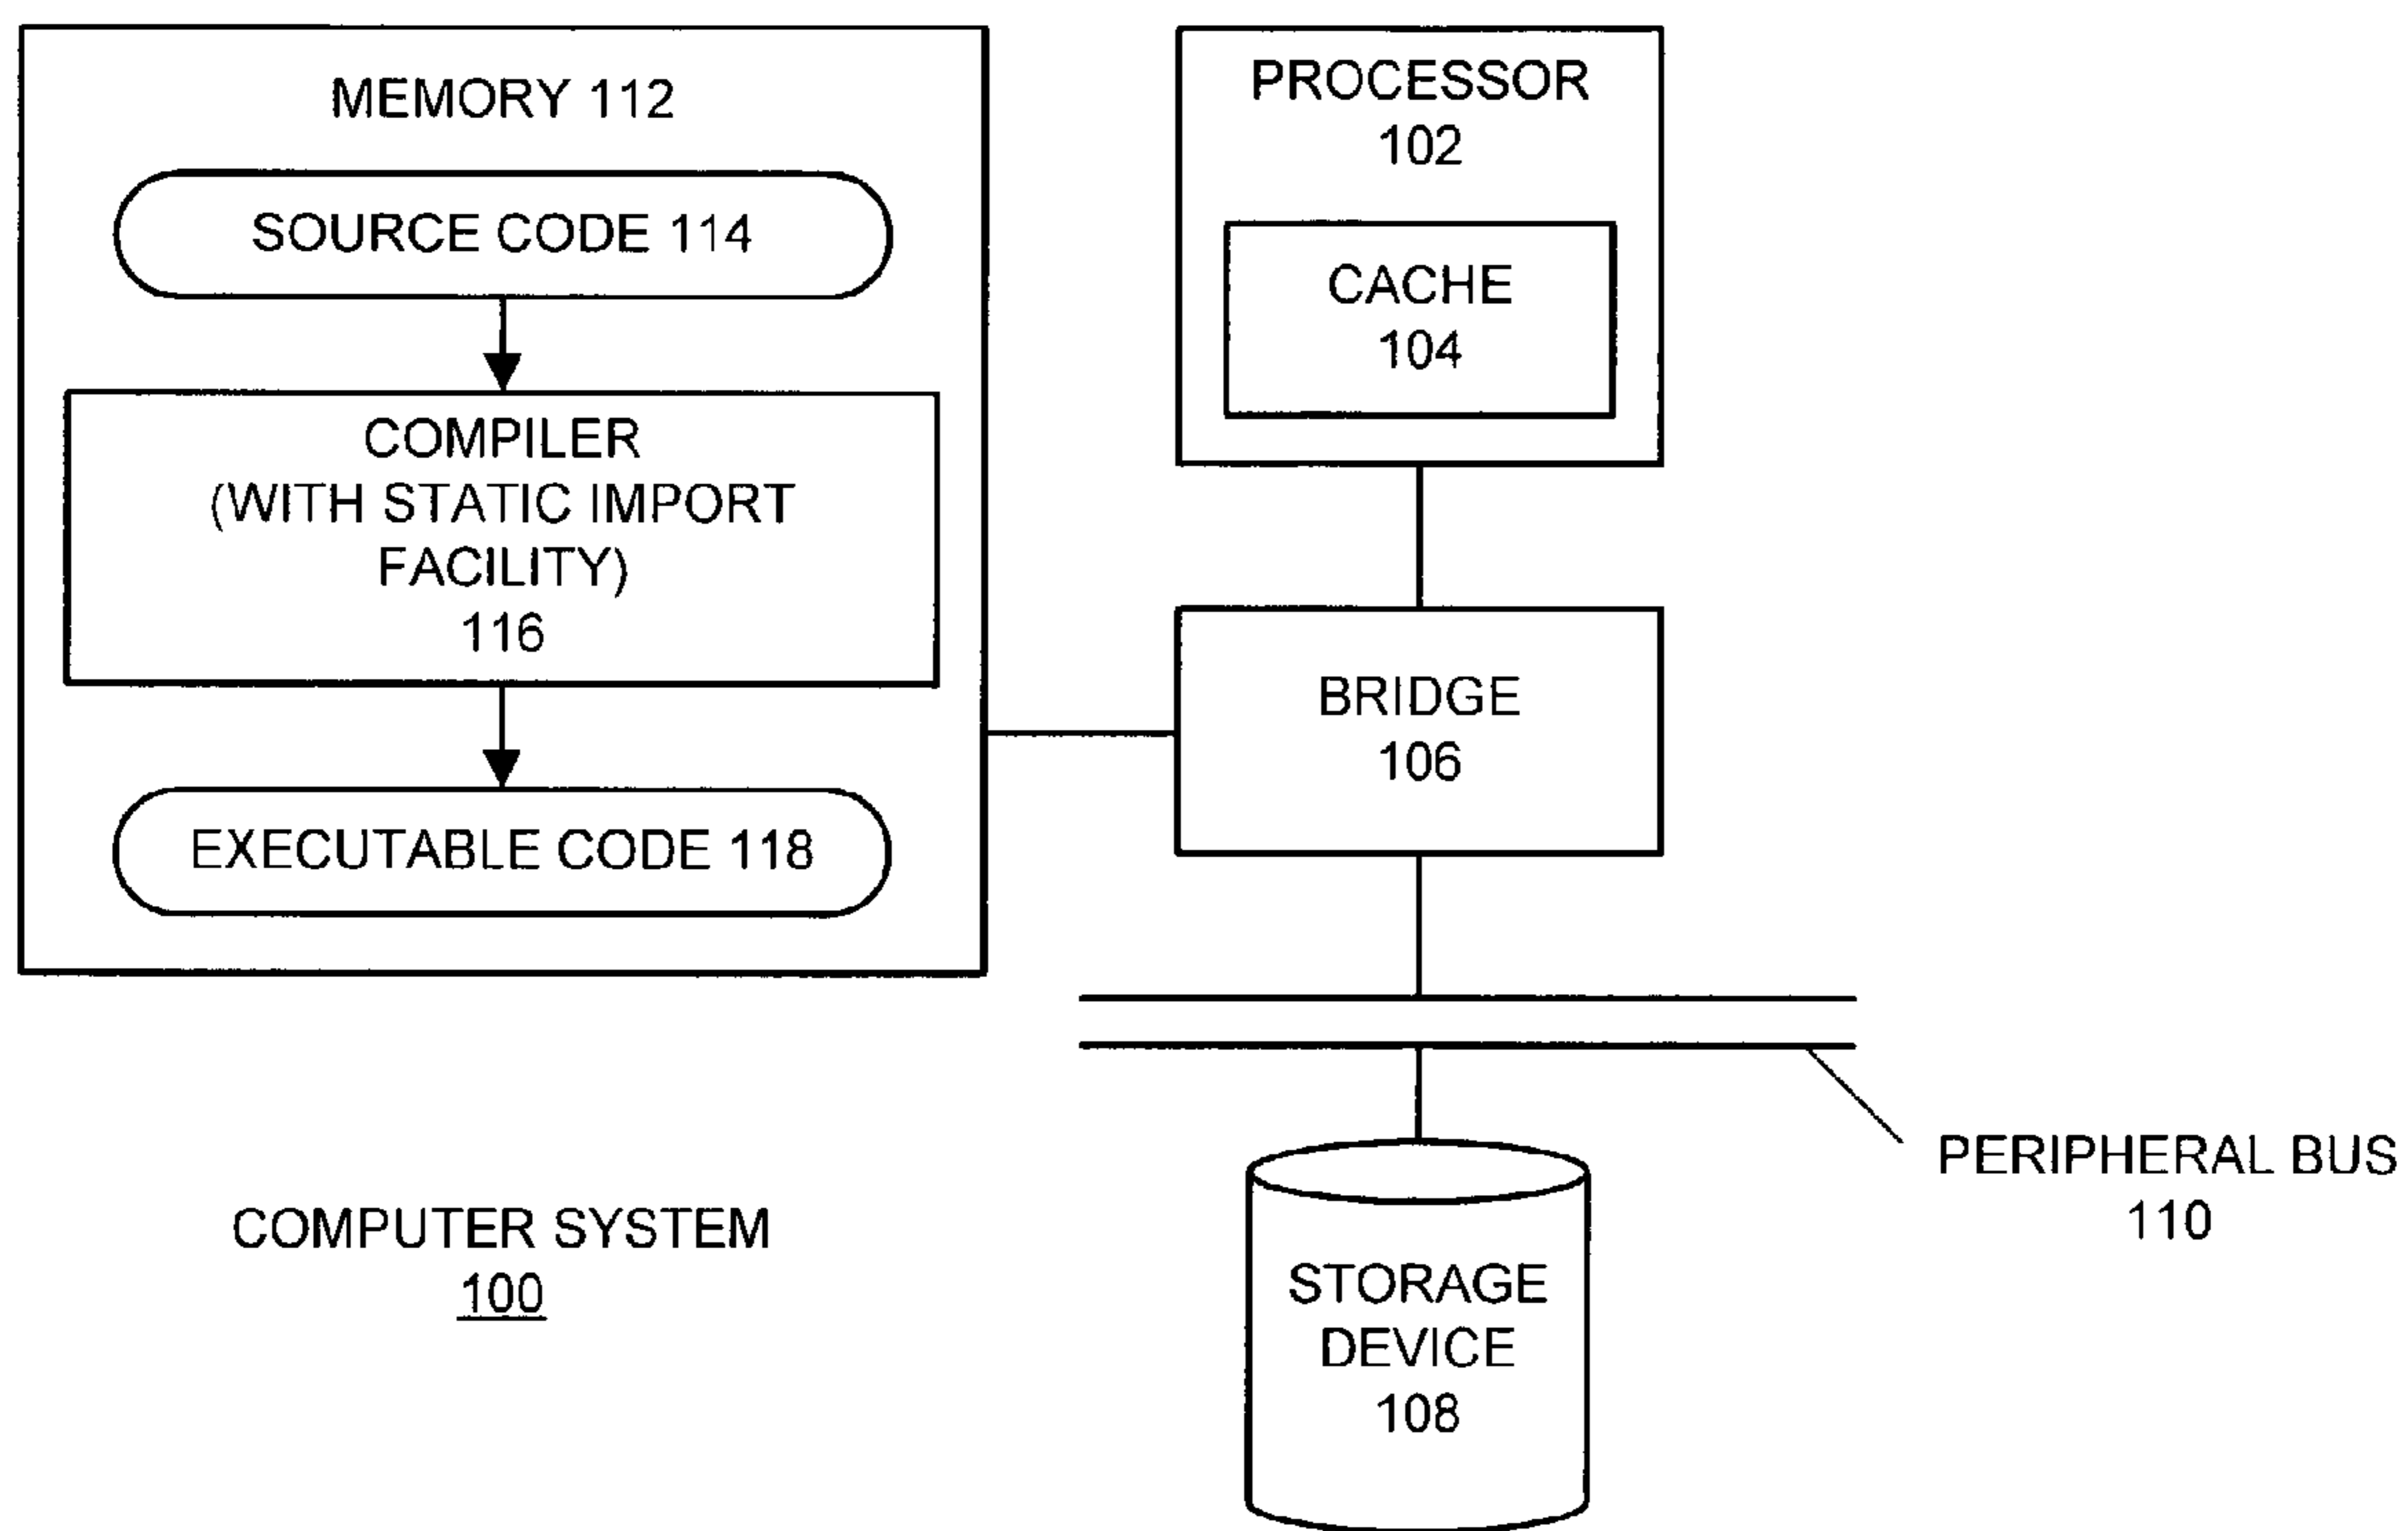 MEMORY 112
SOURCE CODE 114
COMPILER
(WITH STATIC IMPORT
FACILITY)
116
EXECUTABLE CODE 118
PROCESSOR
102
CACHE
104
BRIDGE
106
PERIPHERAL BUS
110
STORAGE
DEVICE
108
COMPUTER SYSTEM
100